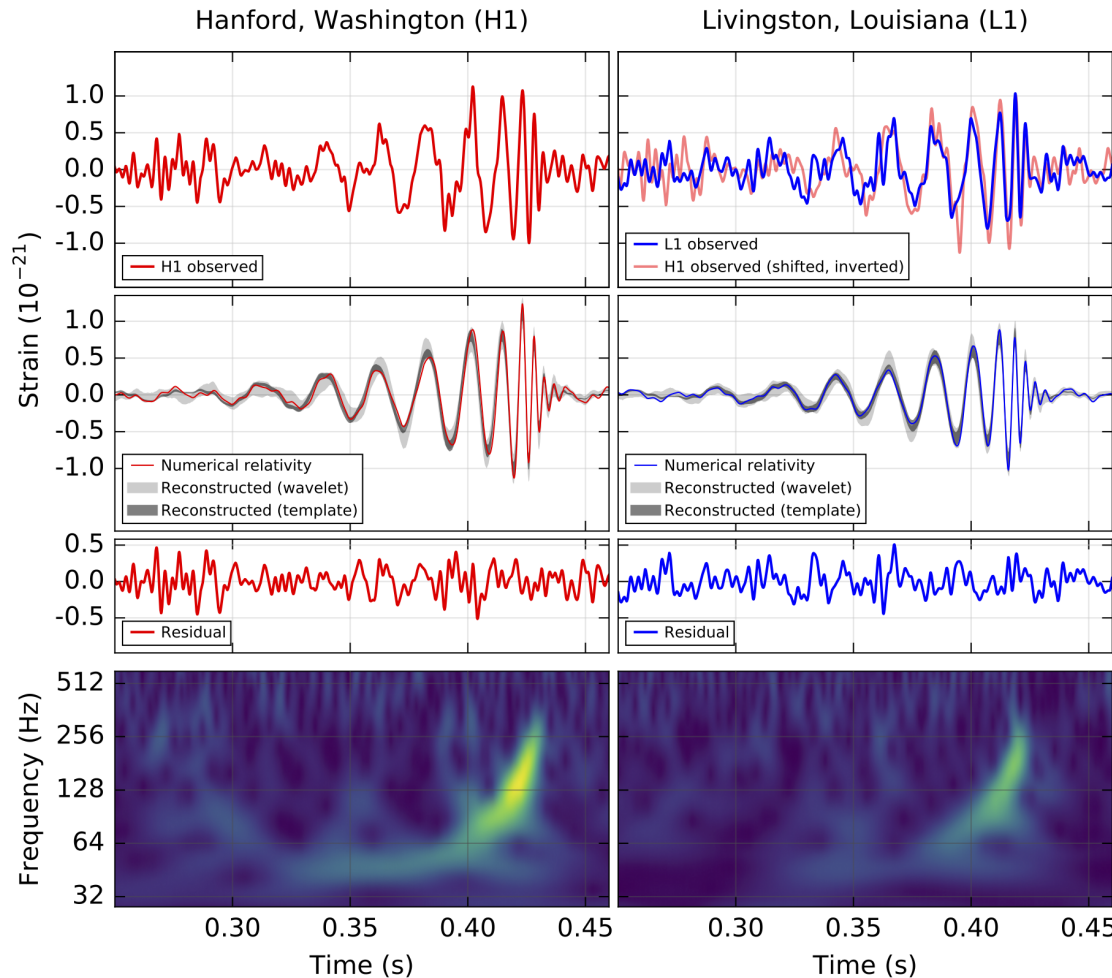 Hanford, Washington (H1)
Livingston, Louisiana (L1)
Strain (10⁻²¹)
1.0
0.5
0.0
-0.5
-1.0
H1 observed
L1 observed
H1 observed (shifted, inverted)
1.0
0.5
0.0
-0.5
-1.0
Numerical relativity
Reconstructed (wavelet)
Reconstructed (template)
Numerical relativity
Reconstructed (wavelet)
Reconstructed (template)
0.5
0.0
-0.5
Residual
Residual
Frequency (Hz)
512
256
128
64
32
0.30 0.35 0.40 0.45
0.30 0.35 0.40 0.45
Time (s)
Time (s)